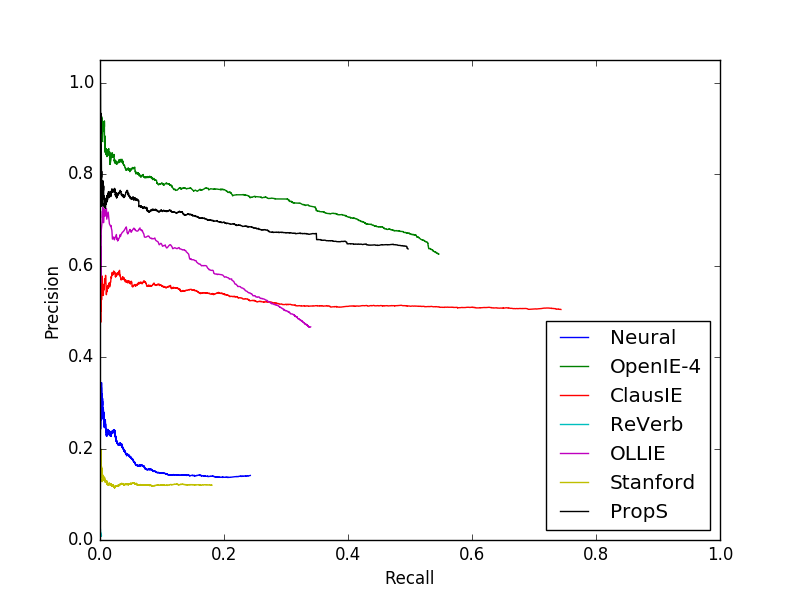 1.0
0.8
0.6
0.4
0.2
0.0
Precision
0.0 0.2 0.4 0.6 0.8 1.0
Recall
Neural
OpenIE-4
ClausIE
ReVerb
OLLIE
Stanford
PropS